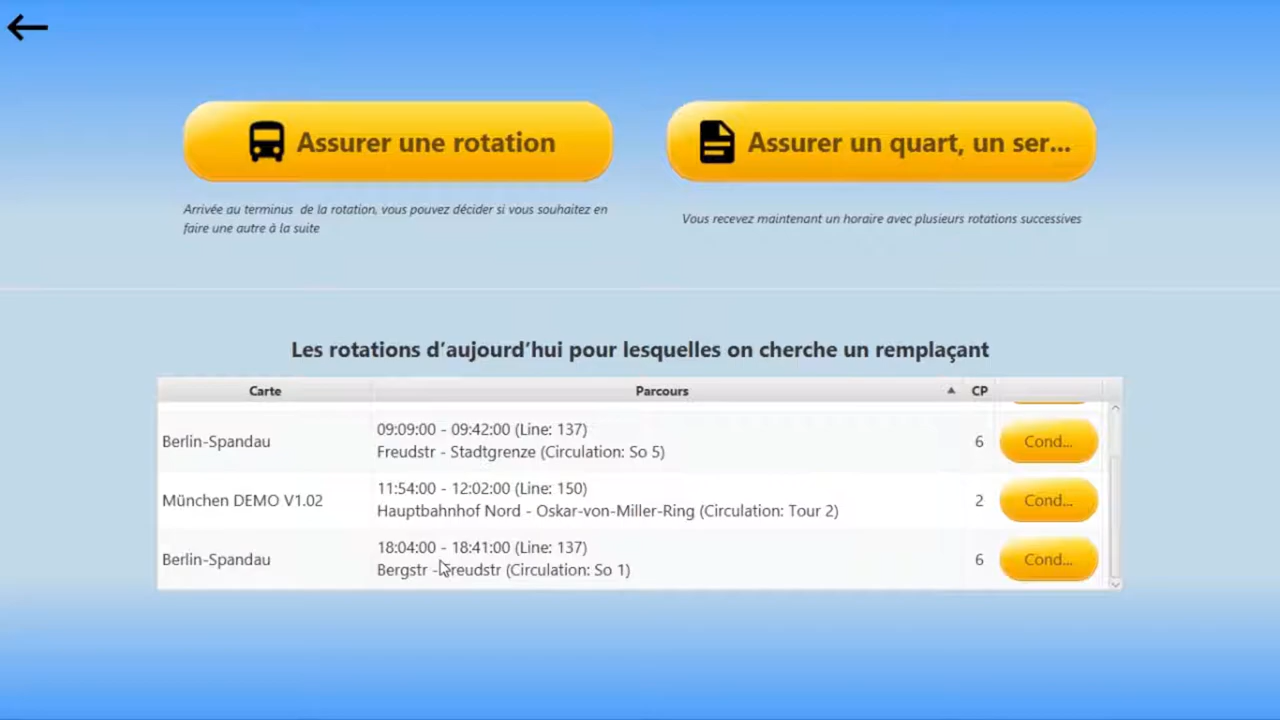 Assurer une rotation
Assurer un quart, un ser...
Arrivée au terminus  de la rotation, vous pouvez décider si vous souhaitez en
faire une autre à la suite
Vous recevez maintenant un horaire avec plusieurs rotations successives
Les rotations d’aujourd’hui pour lesquelles on cherche un remplaçant
Carte Parcours CP
Berlin-Spandau
09:09:00 - 09:42:00 (Line: 137)
Freudstr - Stadtgrenze (Circulation: So 5)
6
Cond...
München DEMO V1.02
11:54:00 - 12:02:00 (Line: 150)
Hauptbahnhof Nord - Oskar-von-Miller-Ring (Circulation: Tour 2)
2
Cond...
Berlin-Spandau
18:04:00 - 18:41:00 (Line: 137)
Bergstr - Freudstr (Circulation: So 1)
6
Cond...